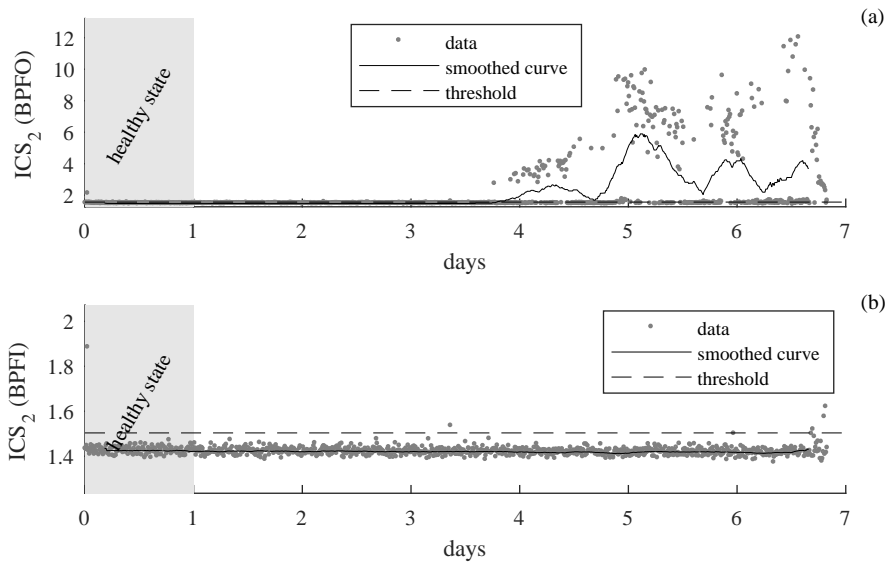 (a)
12
10
8
6
4
2
ICS2 (BPFO)
healthy state
data
smoothed curve
threshold
0 1 2 3 4 5 6 7
days
(b)
2
1.8
1.6
1.4
ICS2 (BPFI)
healthy state
data
smoothed curve
threshold
0 1 2 3 4 5 6 7
days